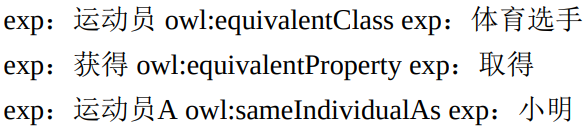 exp：运动员 owl:equivalentClass exp：体育选手
exp：获得 owl:equivalentProperty exp：取得
exp：运动员A owl:sameIndividualAs exp：小明